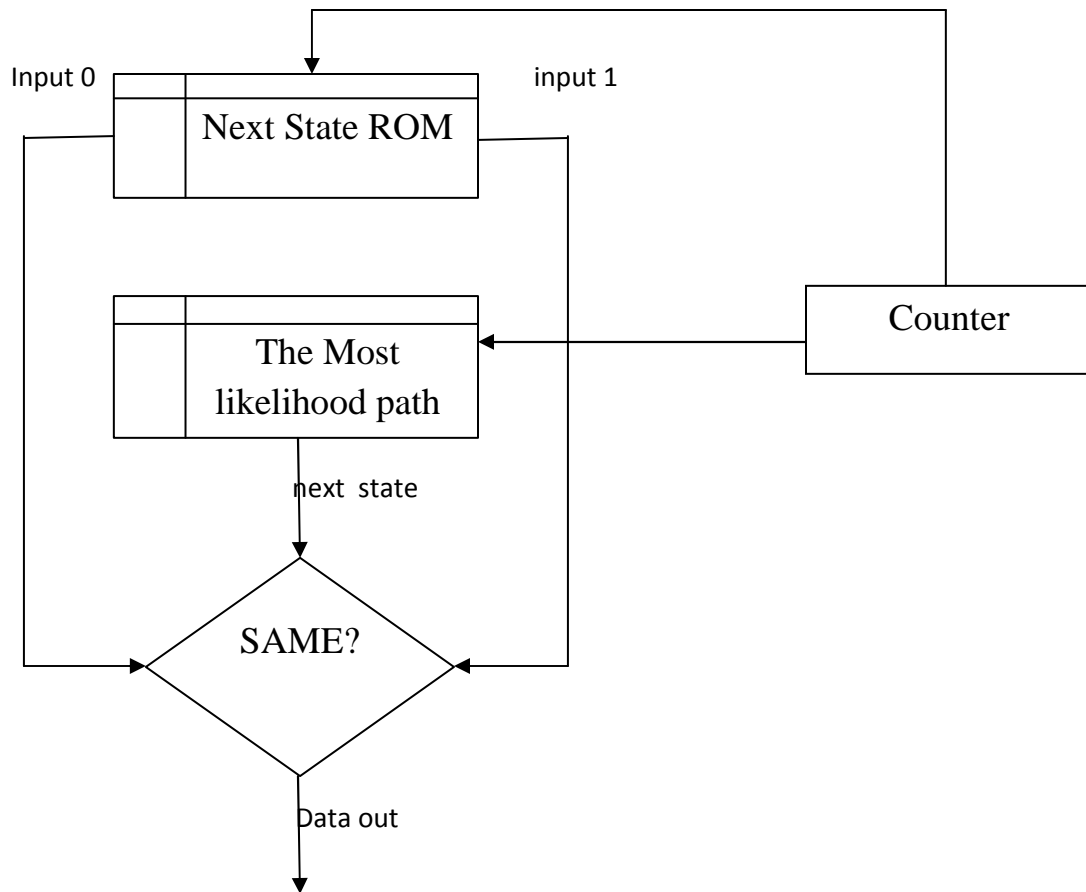 Input 0
input 1
Next State ROM
Counter
The Most
likelihood path
next state
SAME?
Data out